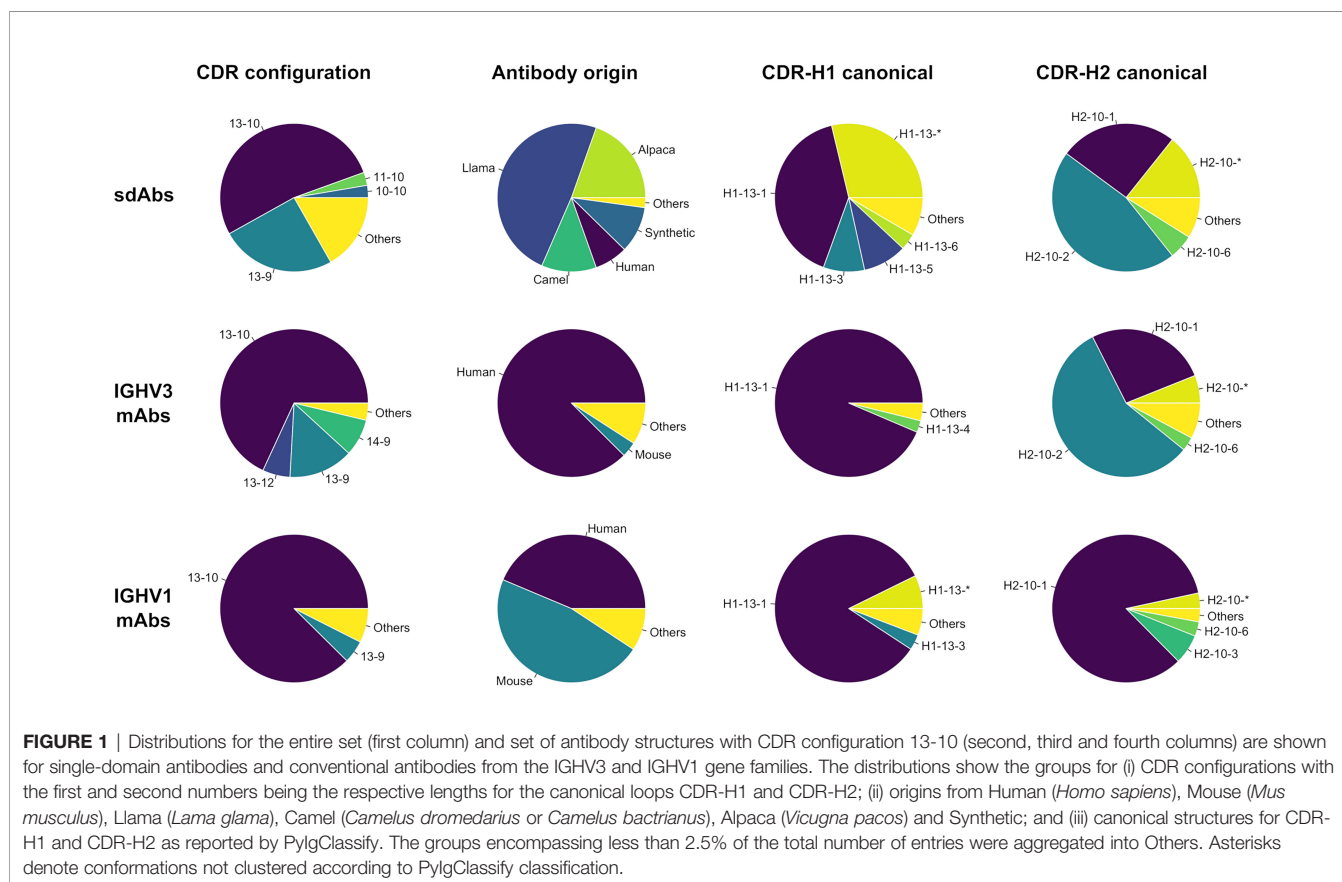 CDR configuration
Antibody origin
CDR-H1 canonical
CDR-H2 canonical
sdAbs
13-10
11-10
10-10
Others
13-9
Llama
Alpaca
Others
Synthetic
Human
Camel
H1-13-*
H1-13-1
Others
H1-13-6
H1-13-5
H1-13-3
H2-10-1
H2-10-*
Others
H2-10-6
H2-10-2
IGHV3
mAbs
13-10
Others
14-9
13-9
13-12
Human
Others
Mouse
H1-13-1
Others
H1-13-4
H2-10-1
H2-10-*
Others
H2-10-6
H2-10-2
IGHV1
mAbs
13-10
Others
13-9
Human
Others
Mouse
H1-13-*
H1-13-1
Others
H1-13-3
H2-10-1
H2-10-*
Others
H2-10-6
H2-10-3
FIGURE 1 | Distributions for the entire set (first column) and set of antibody structures with CDR configuration 13-10 (second, third and fourth columns) are shown
for single-domain antibodies and conventional antibodies from the IGHV3 and IGHV1 gene families. The distributions show the groups for (i) CDR configurations with
the first and second numbers being the respective lengths for the canonical loops CDR-H1 and CDR-H2; (ii) origins from Human (Homo sapiens), Mouse (Mus
musculus), Llama (Lama glama), Camel (Camelus dromedarius or Camelus bactrianus), Alpaca (Vicugna pacos) and Synthetic; and (iii) canonical structures for CDR-
H1 and CDR-H2 as reported by PyIgClassify. The groups encompassing less than 2.5% of the total number of entries were aggregated into Others. Asterisks
denote conformations not clustered according to PyIgClassify classification.